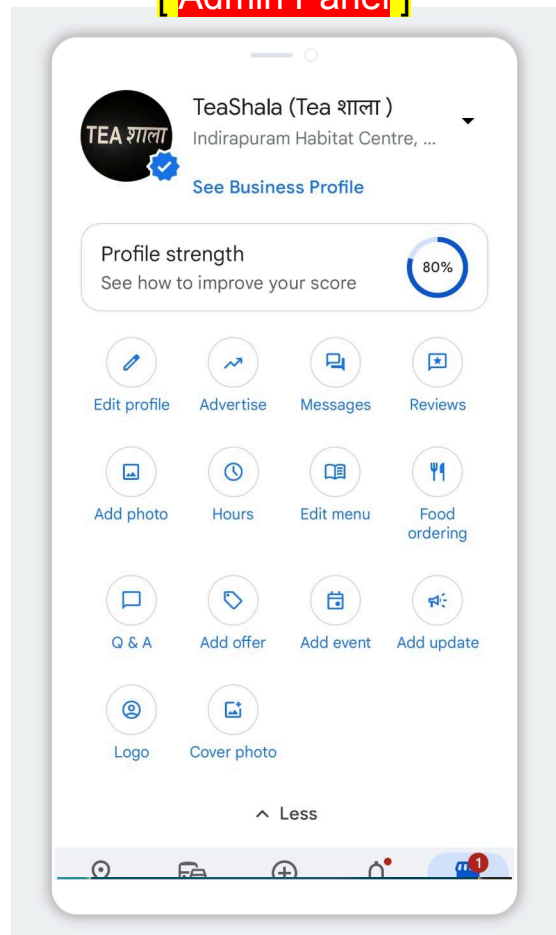 [ Admin Panel ]
TEA शाला
TeaShala (Tea शाला )
Indirapuram Habitat Centre, ...
See Business Profile
Profile strength
See how to improve your score
80%
Edit profile Advertise Messages Reviews
Add photo Hours Edit menu Food
ordering
Q & A Add offer Add event Add update
Logo Cover photo
Less
1